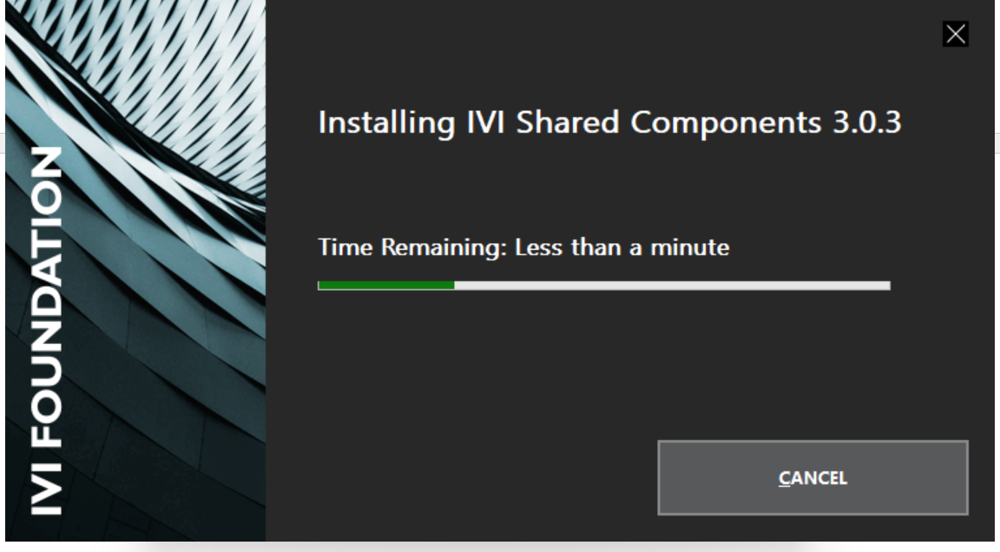 IVI FOUNDATION
Installing IVI Shared Components 3.0.3
Time Remaining: Less than a minute
CANCEL